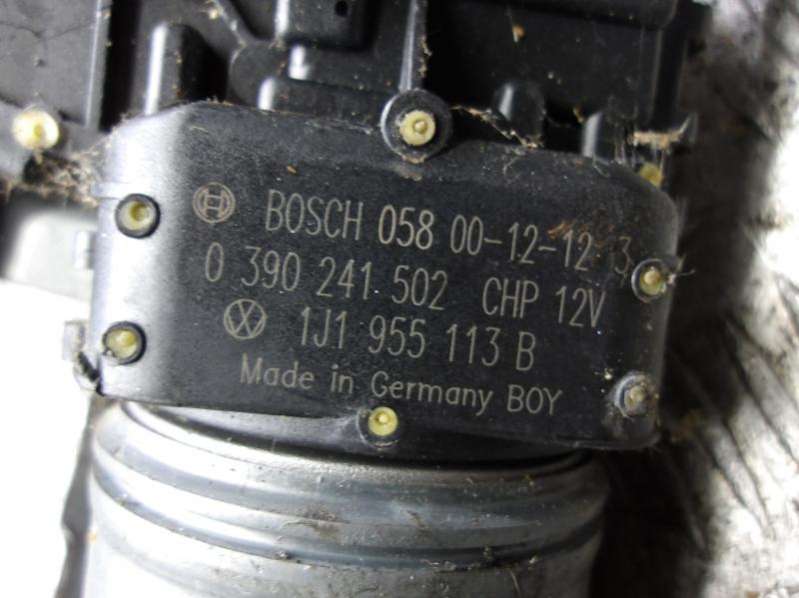 BOSCH 058 00-12-12 3
0 390 241 502 CHP 12V
1J1 955 113 B
Made in Germany BOY